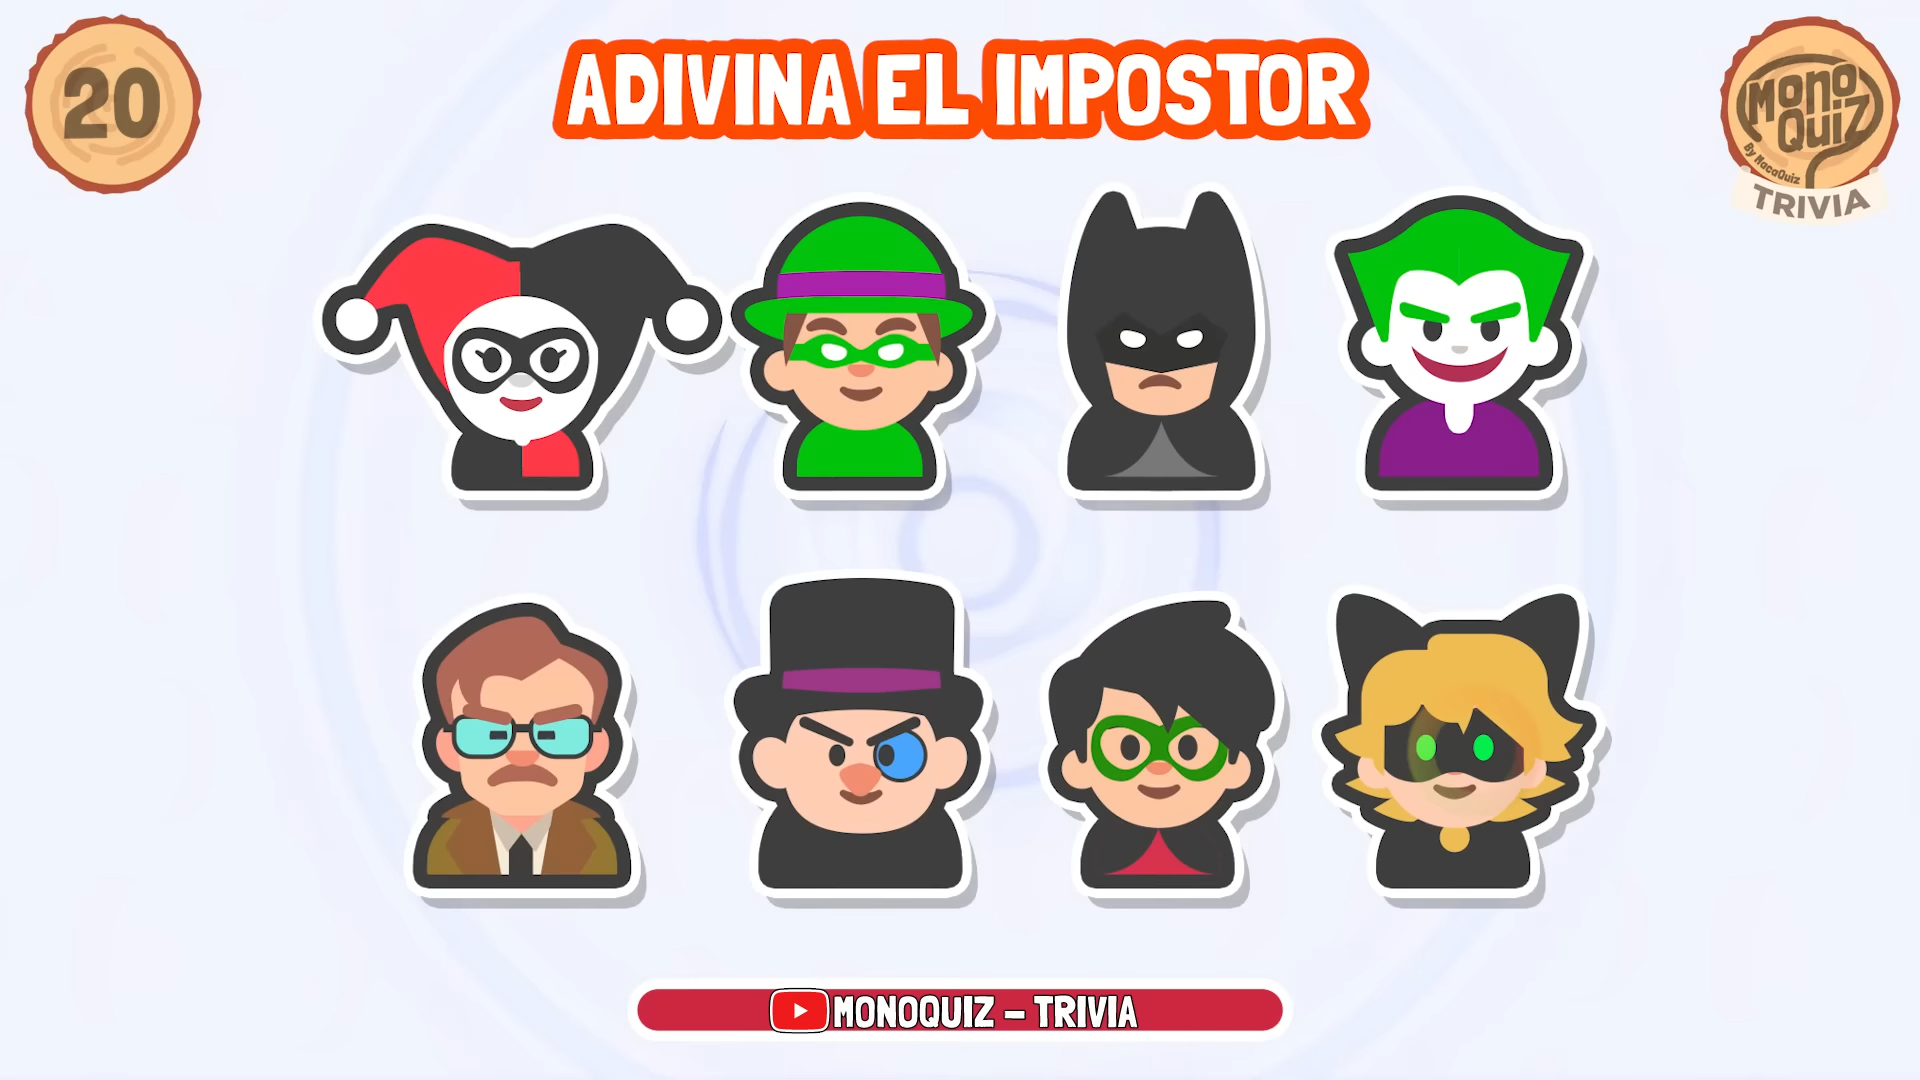 20
ADIVINA EL IMPOSTOR
Mono
Quiz
By MacaQuiz
TRIVIA
MONOQUIZ – TRIVIA